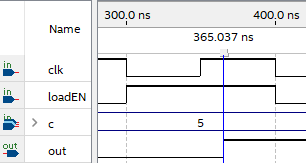 Name
300.0 ns
400.0 ns
365.037 ns
in
clk
in
loadEN
in
c
5
out
out